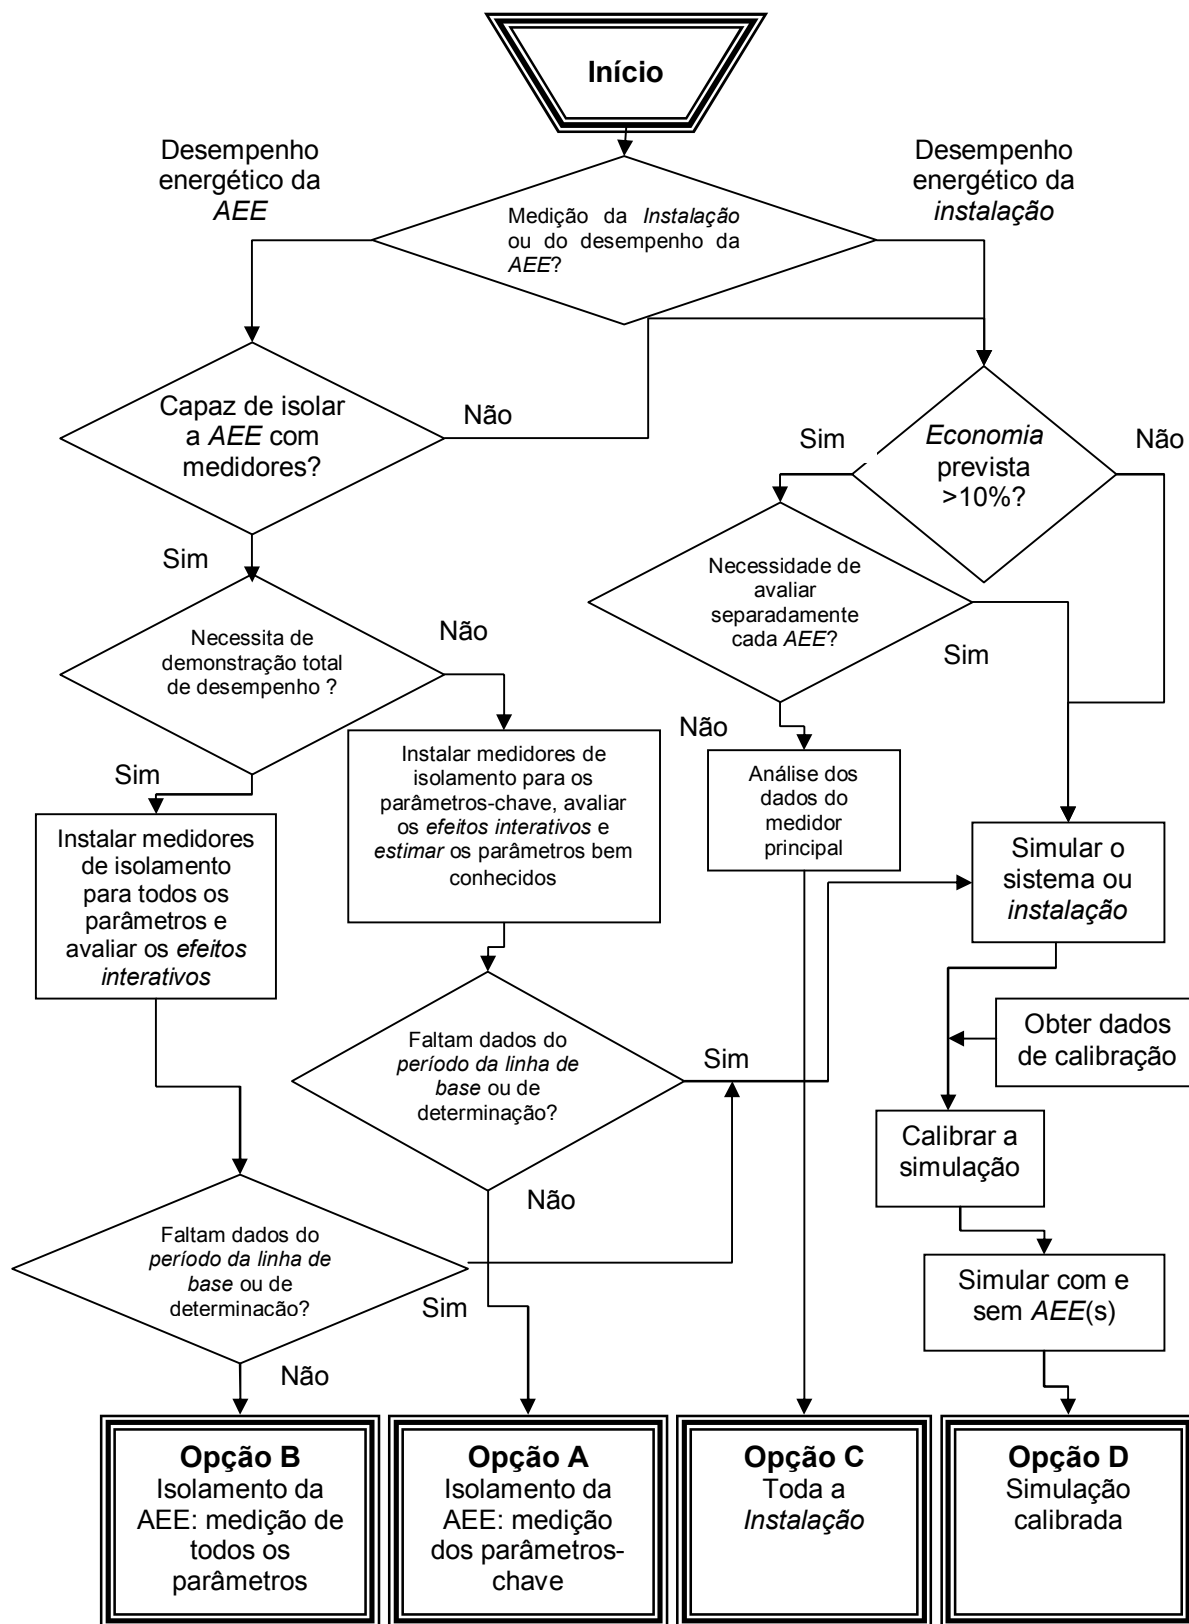 Início
Desempenho
energético da
AEE
Desempenho
energético da
instalação
Medição da Instalação
ou do desempenho da
AEE?
Capaz de isolar
a AEE com
medidores?
Não
Sim
Economia
prevista
>10%?
Não
Sim
Necessidade de
avaliar
separadamente
cada AEE?
Sim
Não
Necessita de
demonstração total
de desempenho ?
Não
Sim
Instalar medidores de
isolamento para os
parâmetros-chave, avaliar
os efeitos interativos e
estimar os parâmetros bem
conhecidos
Análise dos
dados do
medidor
principal
Instalar medidores
de isolamento
para todos os
parâmetros e
avaliar os efeitos
interativos
Simular o
sistema ou
instalação
Faltam dados do
período da linha de
base ou de
determinação?
Sim
Não
Obter dados
de calibração
Calibrar a
simulação
Faltam dados do
período da linha de
base ou de
determinacão?
Sim
Não
Simular com e
sem AEE(s)
Opção B
Isolamento da
AEE: medição de
todos os
parâmetros
Opção A
Isolamento da
AEE: medição
dos parâmetros-
chave
Opção C
Toda a
Instalação
Opção D
Simulação
calibrada